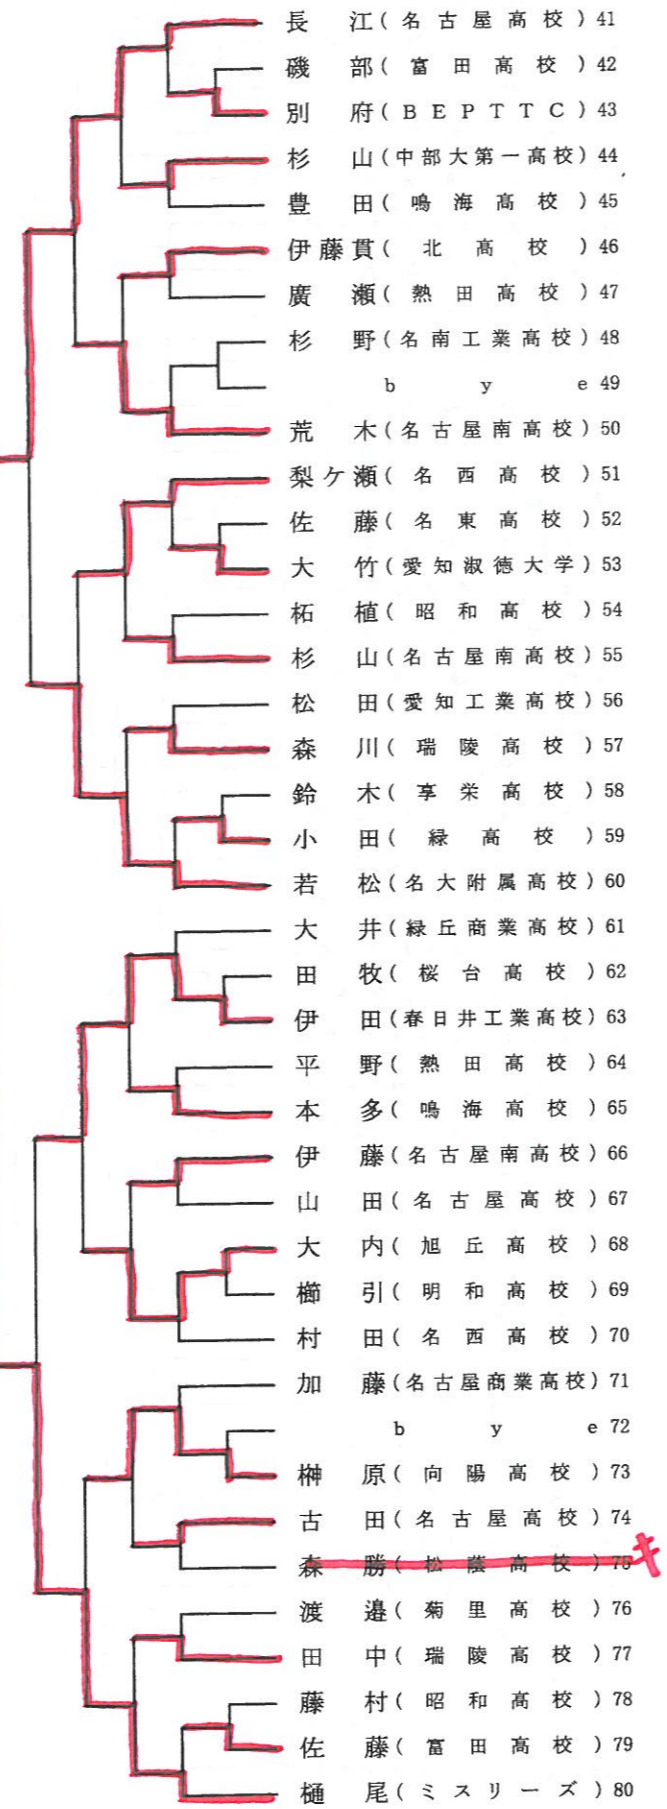 長江(名古屋高校)41
磯部(富田高校)42
別府(BEPTTC)43
杉山(中部大第一高校)44
豊田(鳴海高校)45
伊藤貫(北高校)46
廣瀬(熱田高校)47
杉野(名南工業高校)48
bye 49
荒木(名古屋南高校)50
梨ケ瀬(名西高校)51
佐藤(名東高校)52
大竹(愛知淑徳大学)53
柘植(昭和高校)54
杉山(名古屋南高校)55
松田(愛知工業高校)56
森川(瑞陵高校)57
鈴木(享栄高校)58
小田(緑高校)59
若松(名大附属高校)60
大井(緑丘商業高校)61
田牧(桜台高校)62
伊田(春日井工業高校)63
平野(熱田高校)64
本多(鳴海高校)65
伊藤(名古屋南高校)66
山田(名古屋高校)67
大内(旭丘高校)68
櫛引(明和高校)69
村田(名西高校)70
加藤(名古屋商業高校)71
bye 72
榊原(向陽高校)73
古田(名古屋高校)74
森勝(松蔭高校)75 キ
渡邉(菊里高校)76
田中(瑞陵高校)77
藤村(昭和高校)78
佐藤(富田高校)79
樋尾(ミスリーズ)80